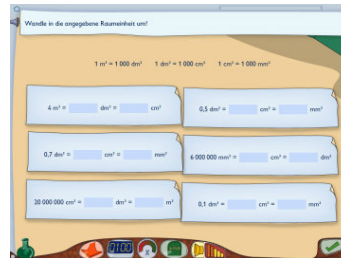 Wandle in die angegebene Raumeinheit um!
1 m³ = 1 000 dm³ 1 dm³ = 1 000 cm³ 1 cm³ = 1 000 mm³
4 m³ = dm³ = cm³
0,5 dm³ = cm³ = mm³
0,7 dm³ = cm³ = mm³
6 000 000 mm³ = cm³ = dm³
20 000 000 cm³ = dm³ = m³
0,1 dm³ = cm³ = mm³